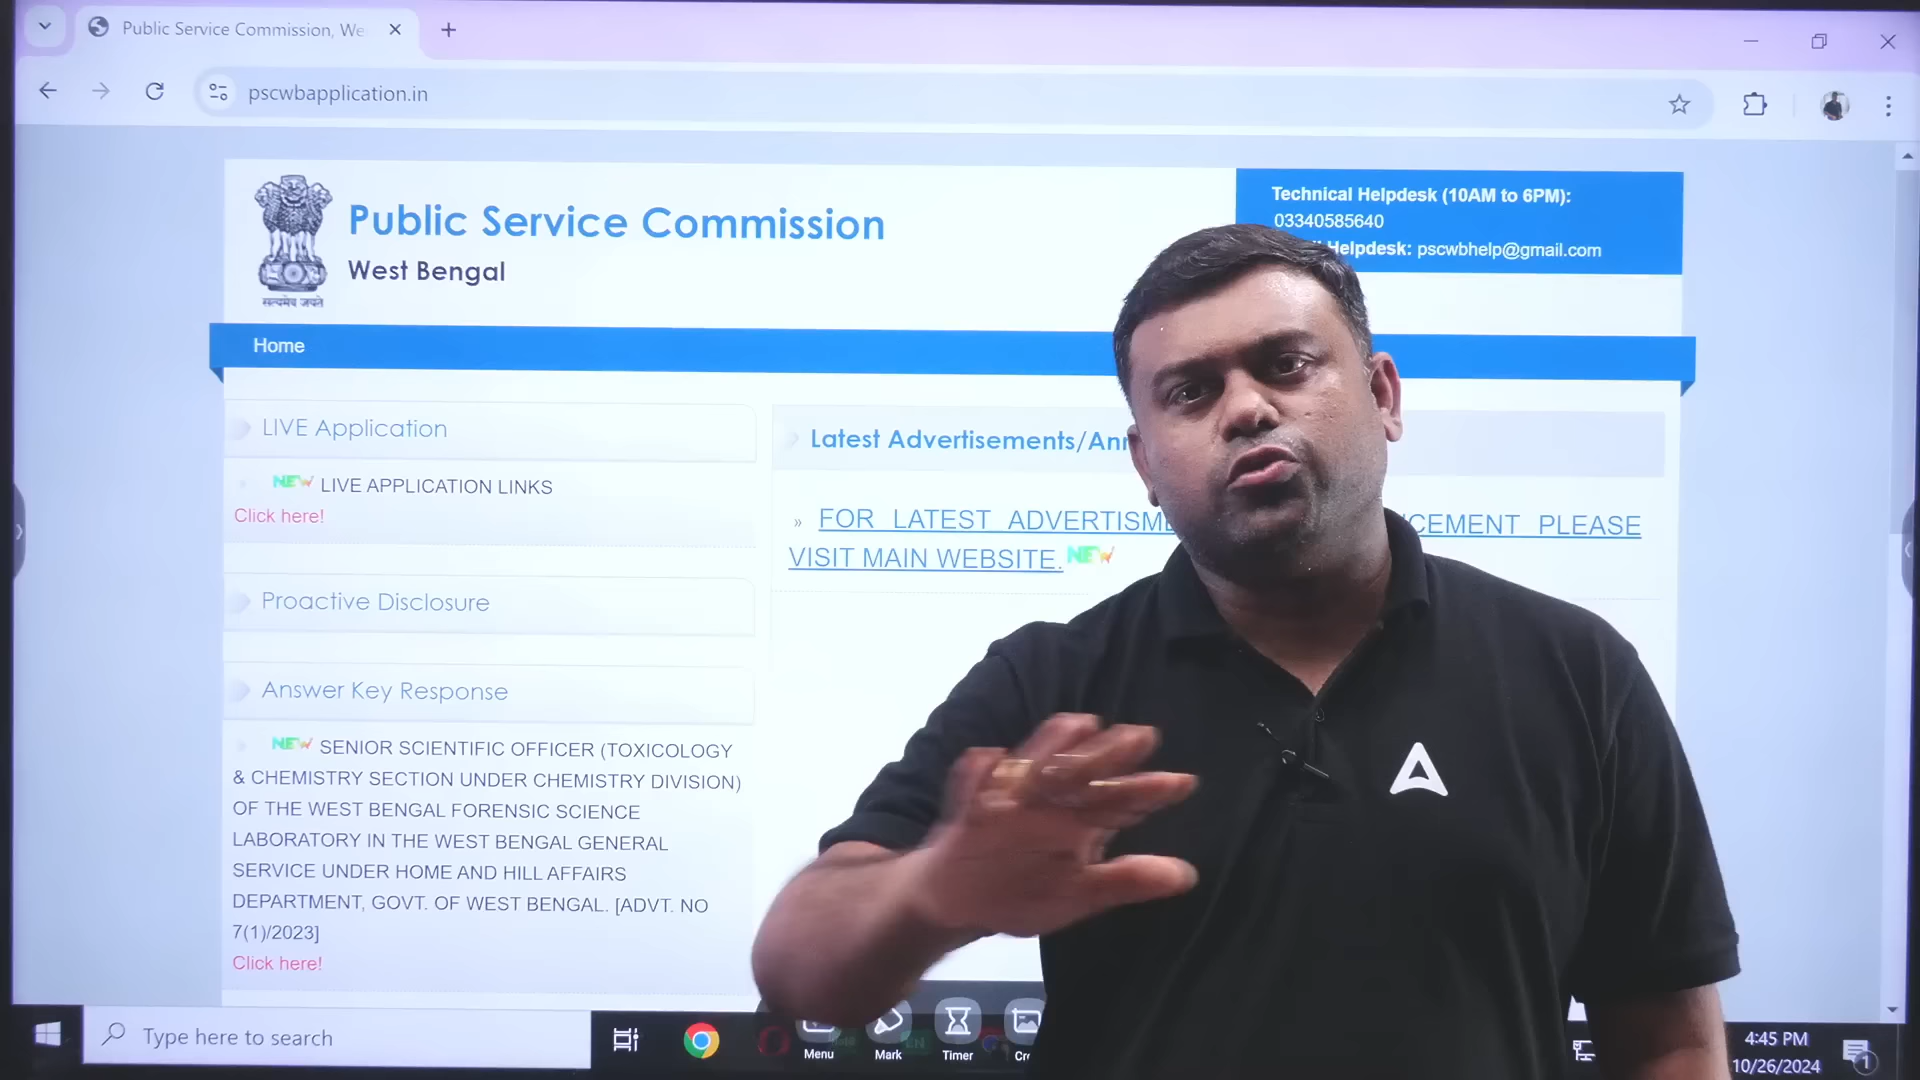 Public Service Commission, We
pscwbapplication.in
Public Service Commission
West Bengal
सत्यमेव जयते
Technical Helpdesk (10AM to 6PM):
03340585640
Helpdesk: pscwbhelp@gmail.com
Home
LIVE Application
NEW LIVE APPLICATION LINKS
Click here!
Proactive Disclosure
Answer Key Response
NEW SENIOR SCIENTIFIC OFFICER (TOXICOLOGY
& CHEMISTRY SECTION UNDER CHEMISTRY DIVISION)
OF THE WEST BENGAL FORENSIC SCIENCE
LABORATORY IN THE WEST BENGAL GENERAL
SERVICE UNDER HOME AND HILL AFFAIRS
DEPARTMENT, GOVT. OF WEST BENGAL. [ADVT. NO
7(1)/2023]
Click here!
Latest Advertisements/Ann
» FOR LATEST ADVERTISME CEMENT PLEASE
VISIT MAIN WEBSITE. NEW
Type here to search
Menu
Mark
Timer
Cr
4:45 PM
10/26/2024
1